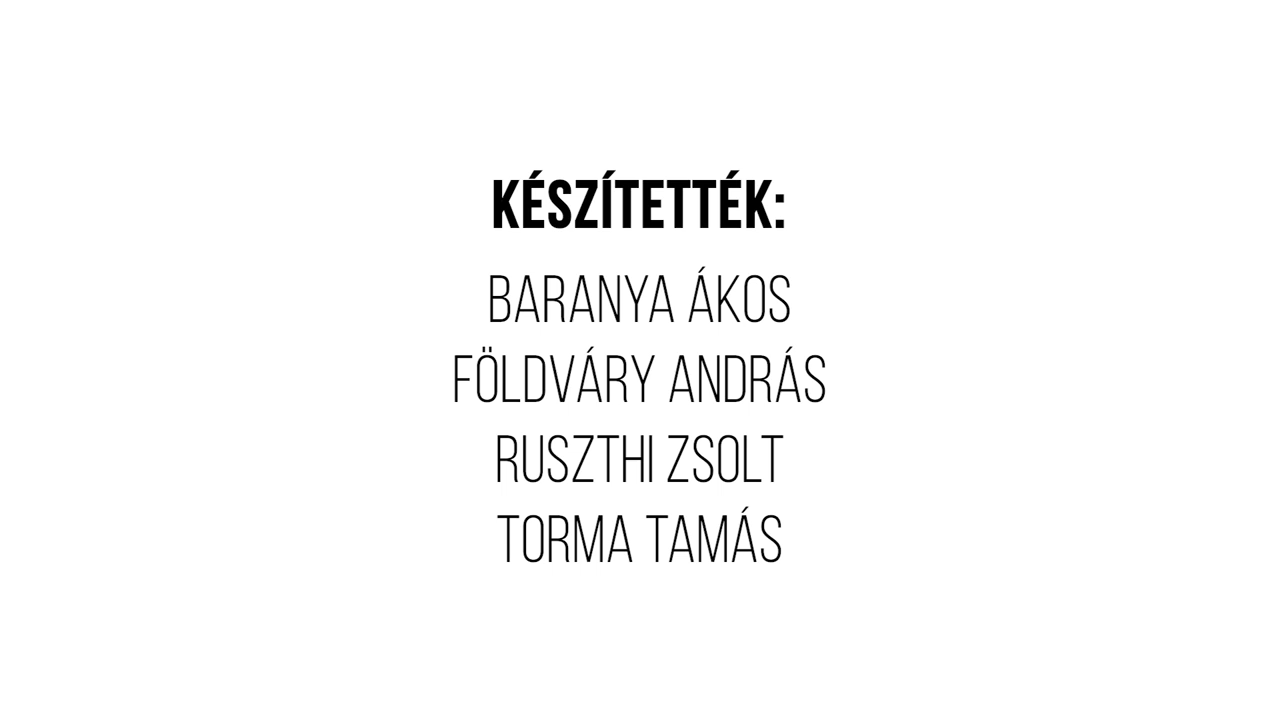 KÉSZÍTETTÉK:
BARANYA ÁKOS
FÖLDVÁRY ANDRÁS
RUSZTHI ZSOLT
TORMA TAMÁS